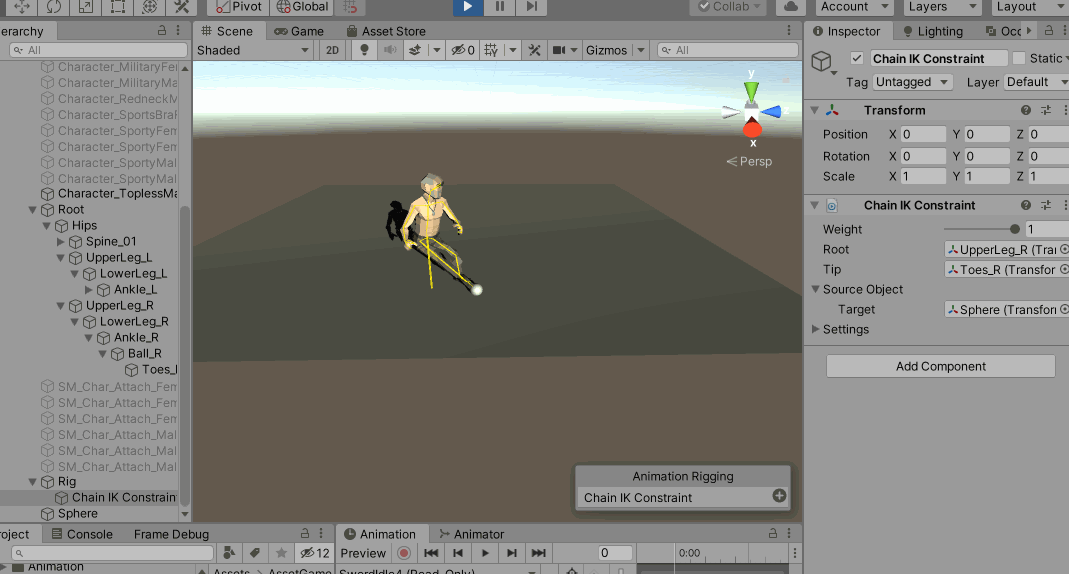 Pivot Global Collab Account Layers Layout
erarchy
All
Character_MilitaryFem
Character_MilitaryMa
Character_RedneckM
Character_SportsBraF
Character_SportyFem
Character_SportyFem
Character_SportyMal
Character_SportyMal
Character_ToplessMa
Root
Hips
Spine_01
UpperLeg_L
LowerLeg_L
Ankle_L
UpperLeg_R
LowerLeg_R
Ankle_R
Ball_R
Toes_
SM_Char_Attach_Fem
SM_Char_Attach_Fem
SM_Char_Attach_Fem
SM_Char_Attach_Mal
SM_Char_Attach_Mal
SM_Char_Attach_Mal
Rig
Chain IK Constrain
Sphere
Scene Game Asset Store
Shaded 2D 0 Gizmos All
y
x
Persp
Animation Rigging
Chain IK Constraint
Inspector Lighting Occ
Chain IK Constraint Static
Tag Untagged Layer Default
Transform
Position X 0 Y 0 Z 0
Rotation X 0 Y 0 Z 0
Scale X 1 Y 1 Z 1
Chain IK Constraint
Weight 1
Root UpperLeg_R (Trai
Tip Toes_R (Transfor
Source Object
Target Sphere (Transfor
Settings
Add Component
roject Console Frame Debug
12
Animation
Assets > AssetGame
Animation Animator
Preview 0 0:00
SwordIdle4 (Read-Only)